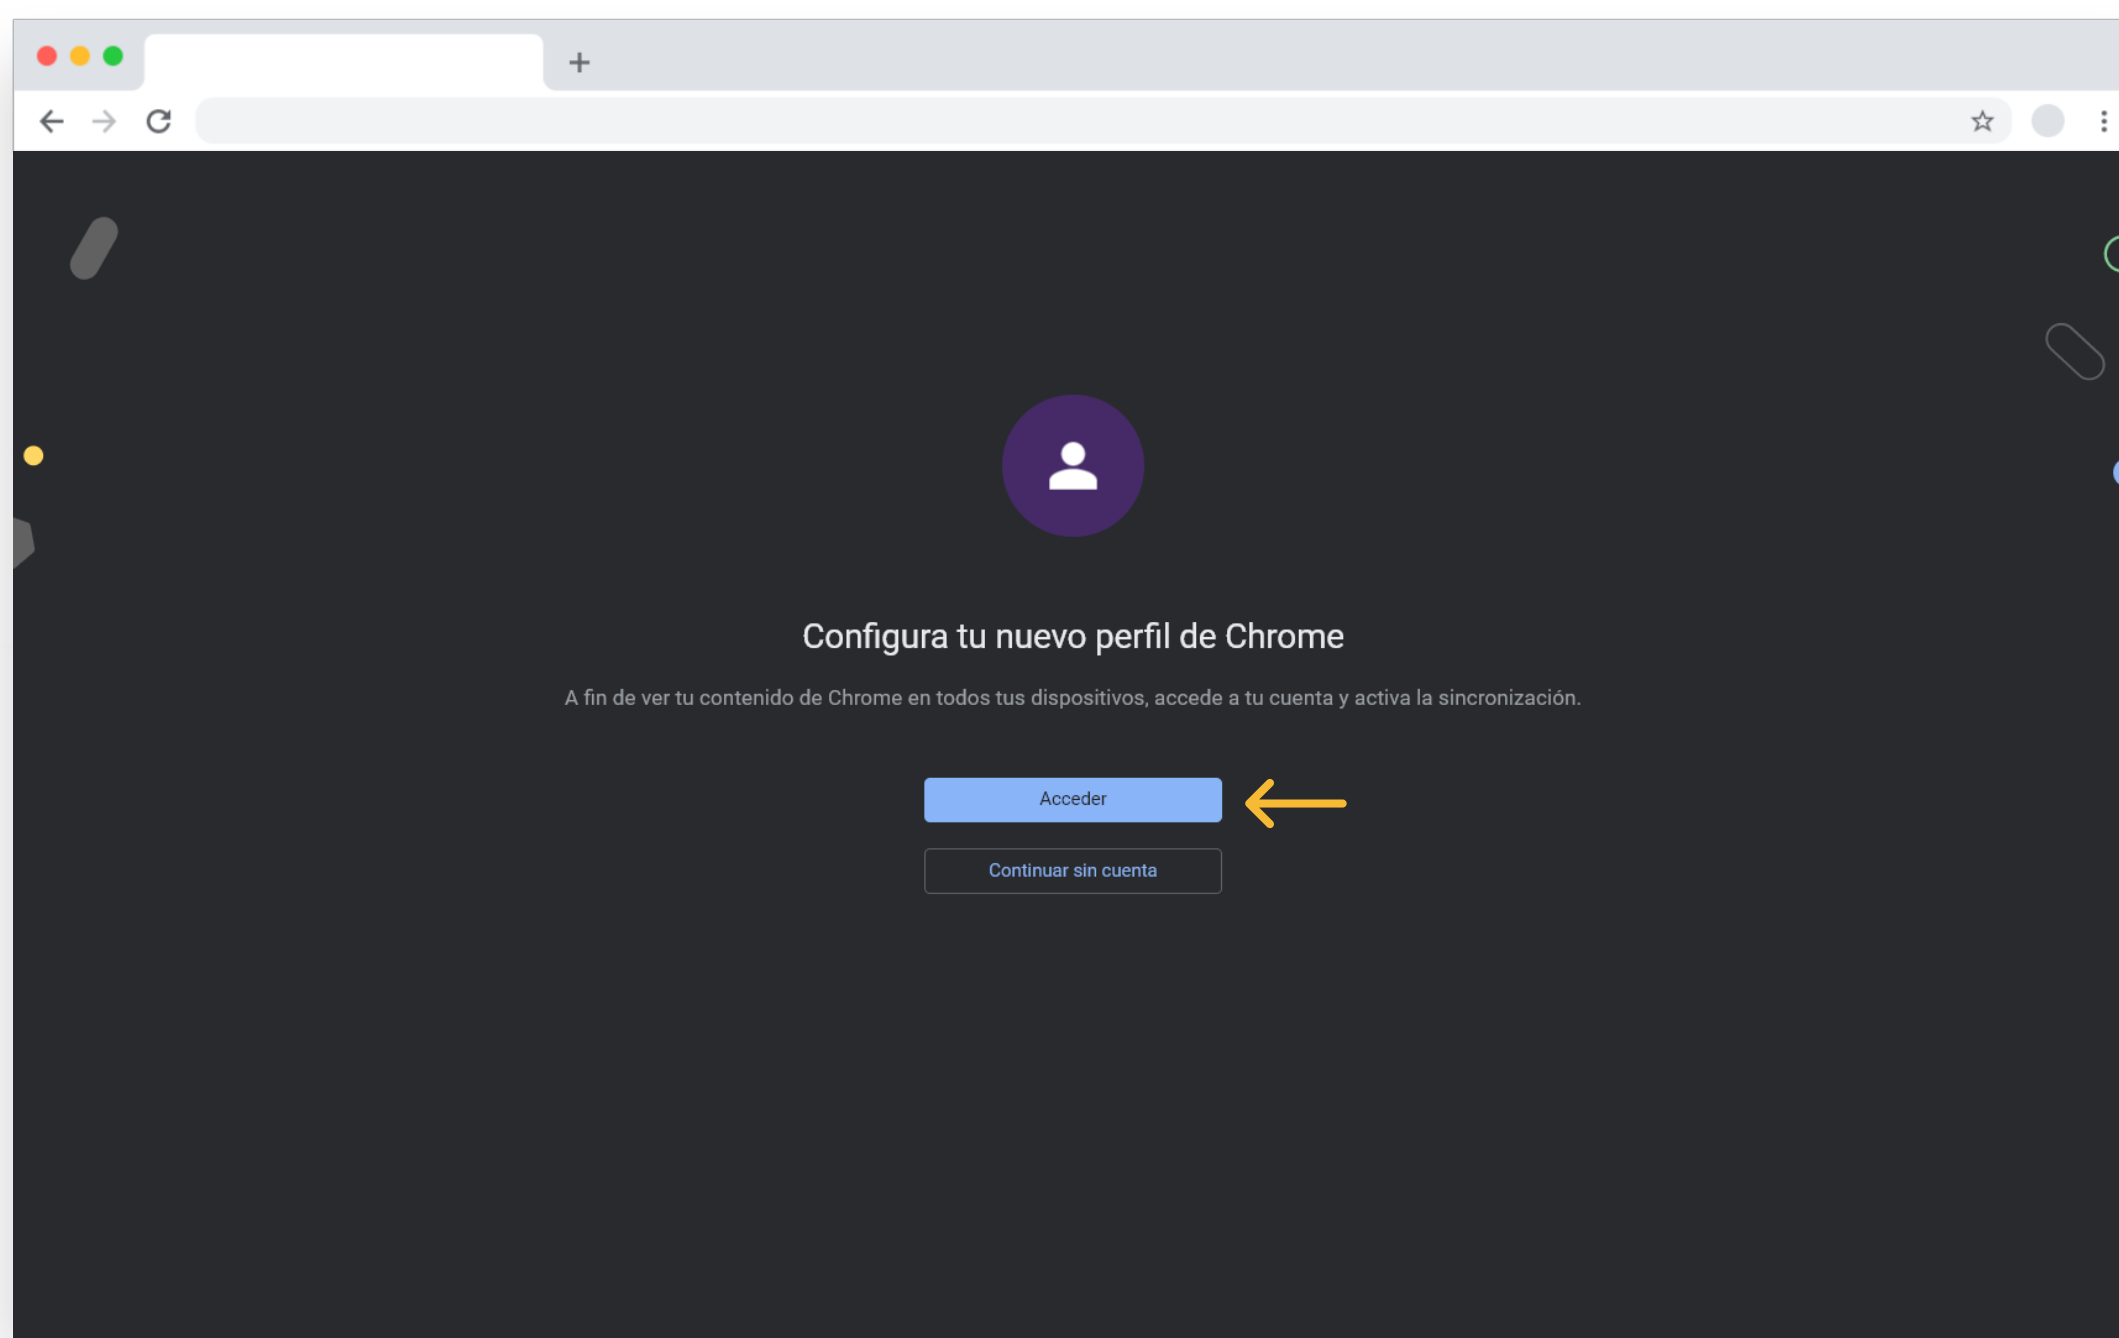 Configura tu nuevo perfil de Chrome
A fin de ver tu contenido de Chrome en todos tus dispositivos, accede a tu cuenta y activa la sincronización.
Acceder
Continuar sin cuenta